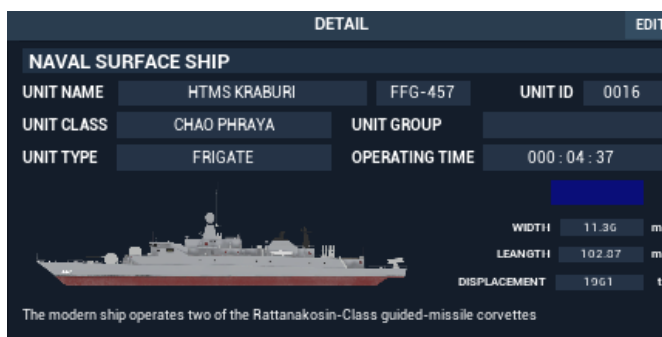 DETAIL EDIT
NAVAL SURFACE SHIP
UNIT NAME HTMS KRABURI FFG-457 UNIT ID 0016
UNIT CLASS CHAO PHRAYA UNIT GROUP
UNIT TYPE FRIGATE OPERATING TIME 000 : 04 : 37
WIDTH 11.36 m
LEANGTH 102.87 m
DISPLACEMENT 1961 t
The modern ship operates two of the Rattanakosin-Class guided-missile corvettes